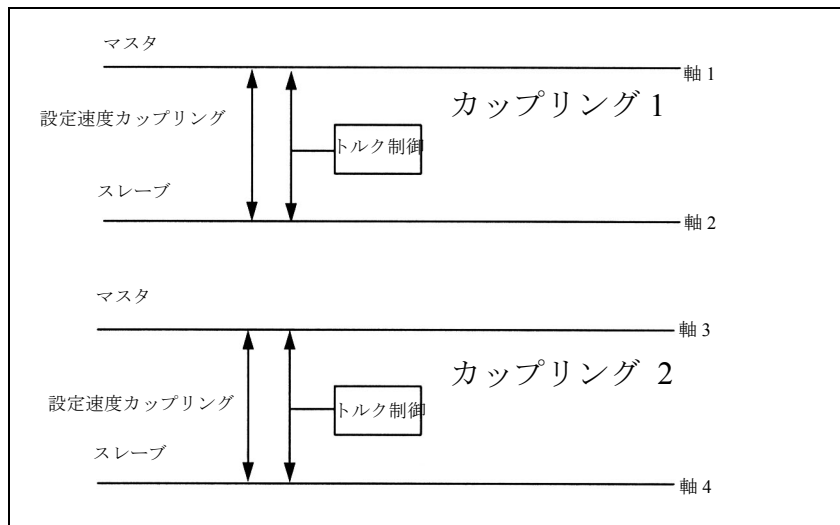 マスタ
軸 1
カップリング 1
設定速度カップリング
トルク制御
スレーブ
軸 2
マスタ
軸 3
カップリング 2
設定速度カップリング
トルク制御
スレーブ
軸 4